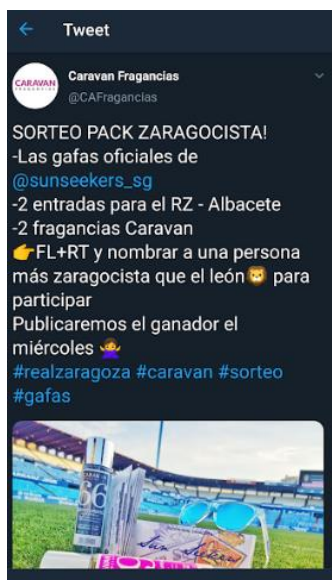 Tweet
CARAVAN
FRAGANCIAS
Caravan Fragancias
@CAFragancias
SORTEO PACK ZARAGOCISTA!
-Las gafas oficiales de
@sunseekers_sg
-2 entradas para el RZ - Albacete
-2 fragancias Caravan
👉FL+RT y nombrar a una persona
más zaragocista que el león🦁 para
participar
Publicaremos el ganador el
miércoles 🙅‍♀️
#realzaragoza #caravan #sorteo
#gafas
66